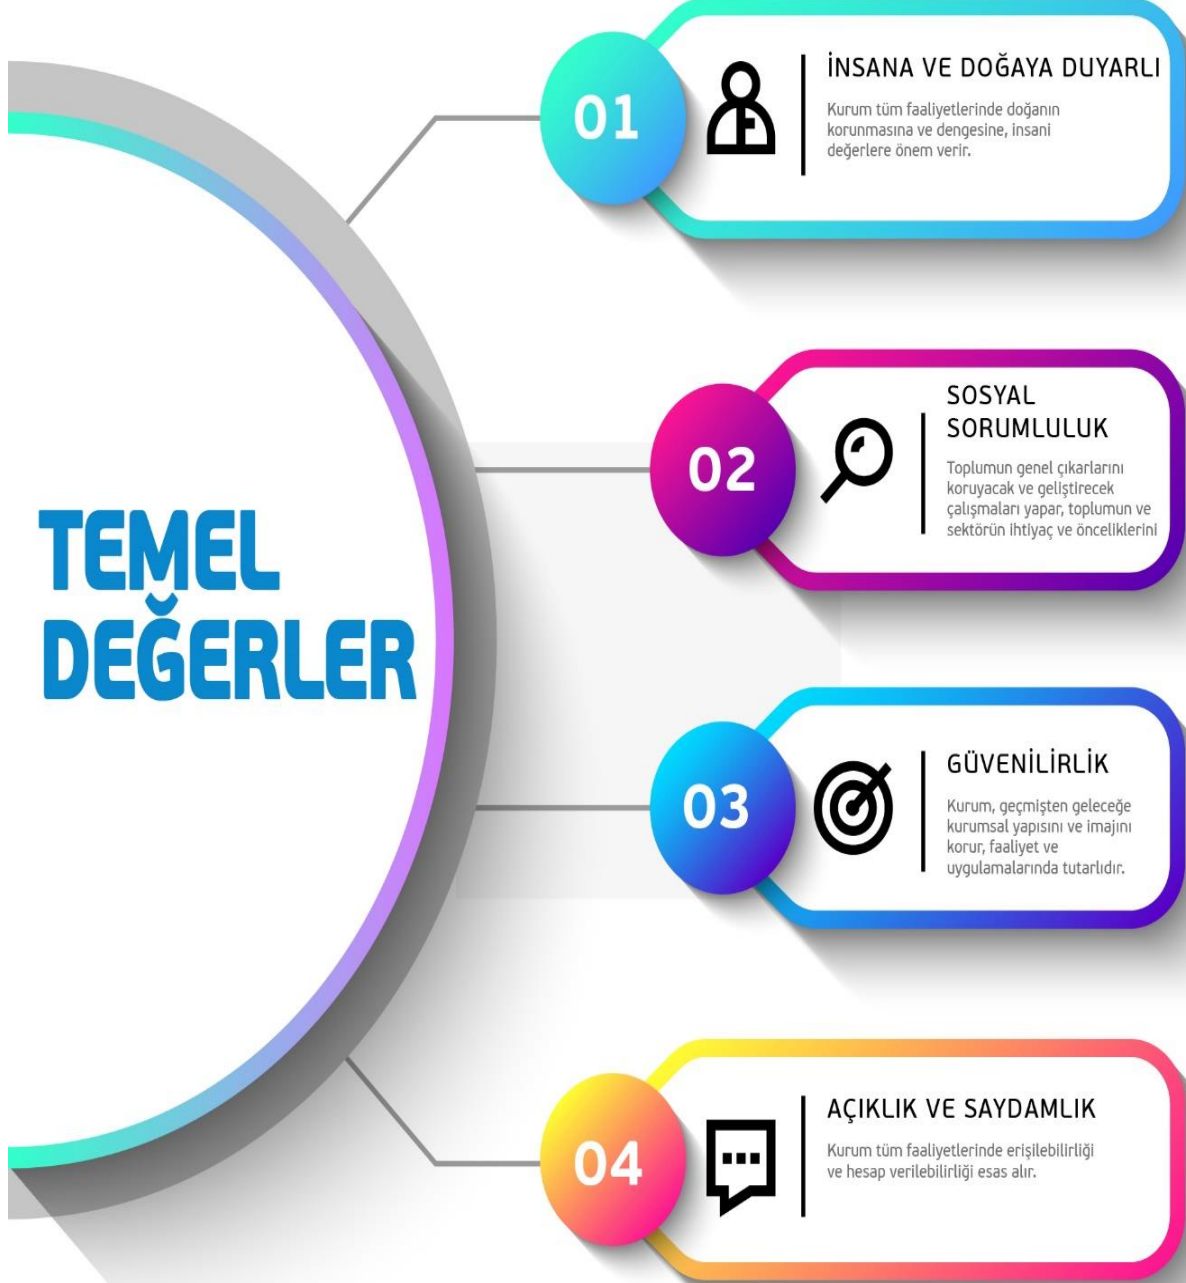 TEMEL
DEĞERLER
01
İNSANA VE DOĞAYA DUYARLI
Kurum tüm faaliyetlerinde doğanın
korunmasına ve dengesine, insani
değerlere önem verir.
02
SOSYAL
SORUMLULUK
Toplumun genel çıkarlarını
koruyacak ve geliştirecek
çalışmaları yapar, toplumun ve
sektörün ihtiyaç ve önceliklerini
03
GÜVENİLİRLİK
Kurum, geçmişten geleceğe
kurumsal yapısını ve imajını
korur, faaliyet ve
uygulamalarında tutarlıdır.
04
AÇIKLIK VE SAYDAMLIK
Kurum tüm faaliyetlerinde erişilebilirliği
ve hesap verilebilirliği esas alır.